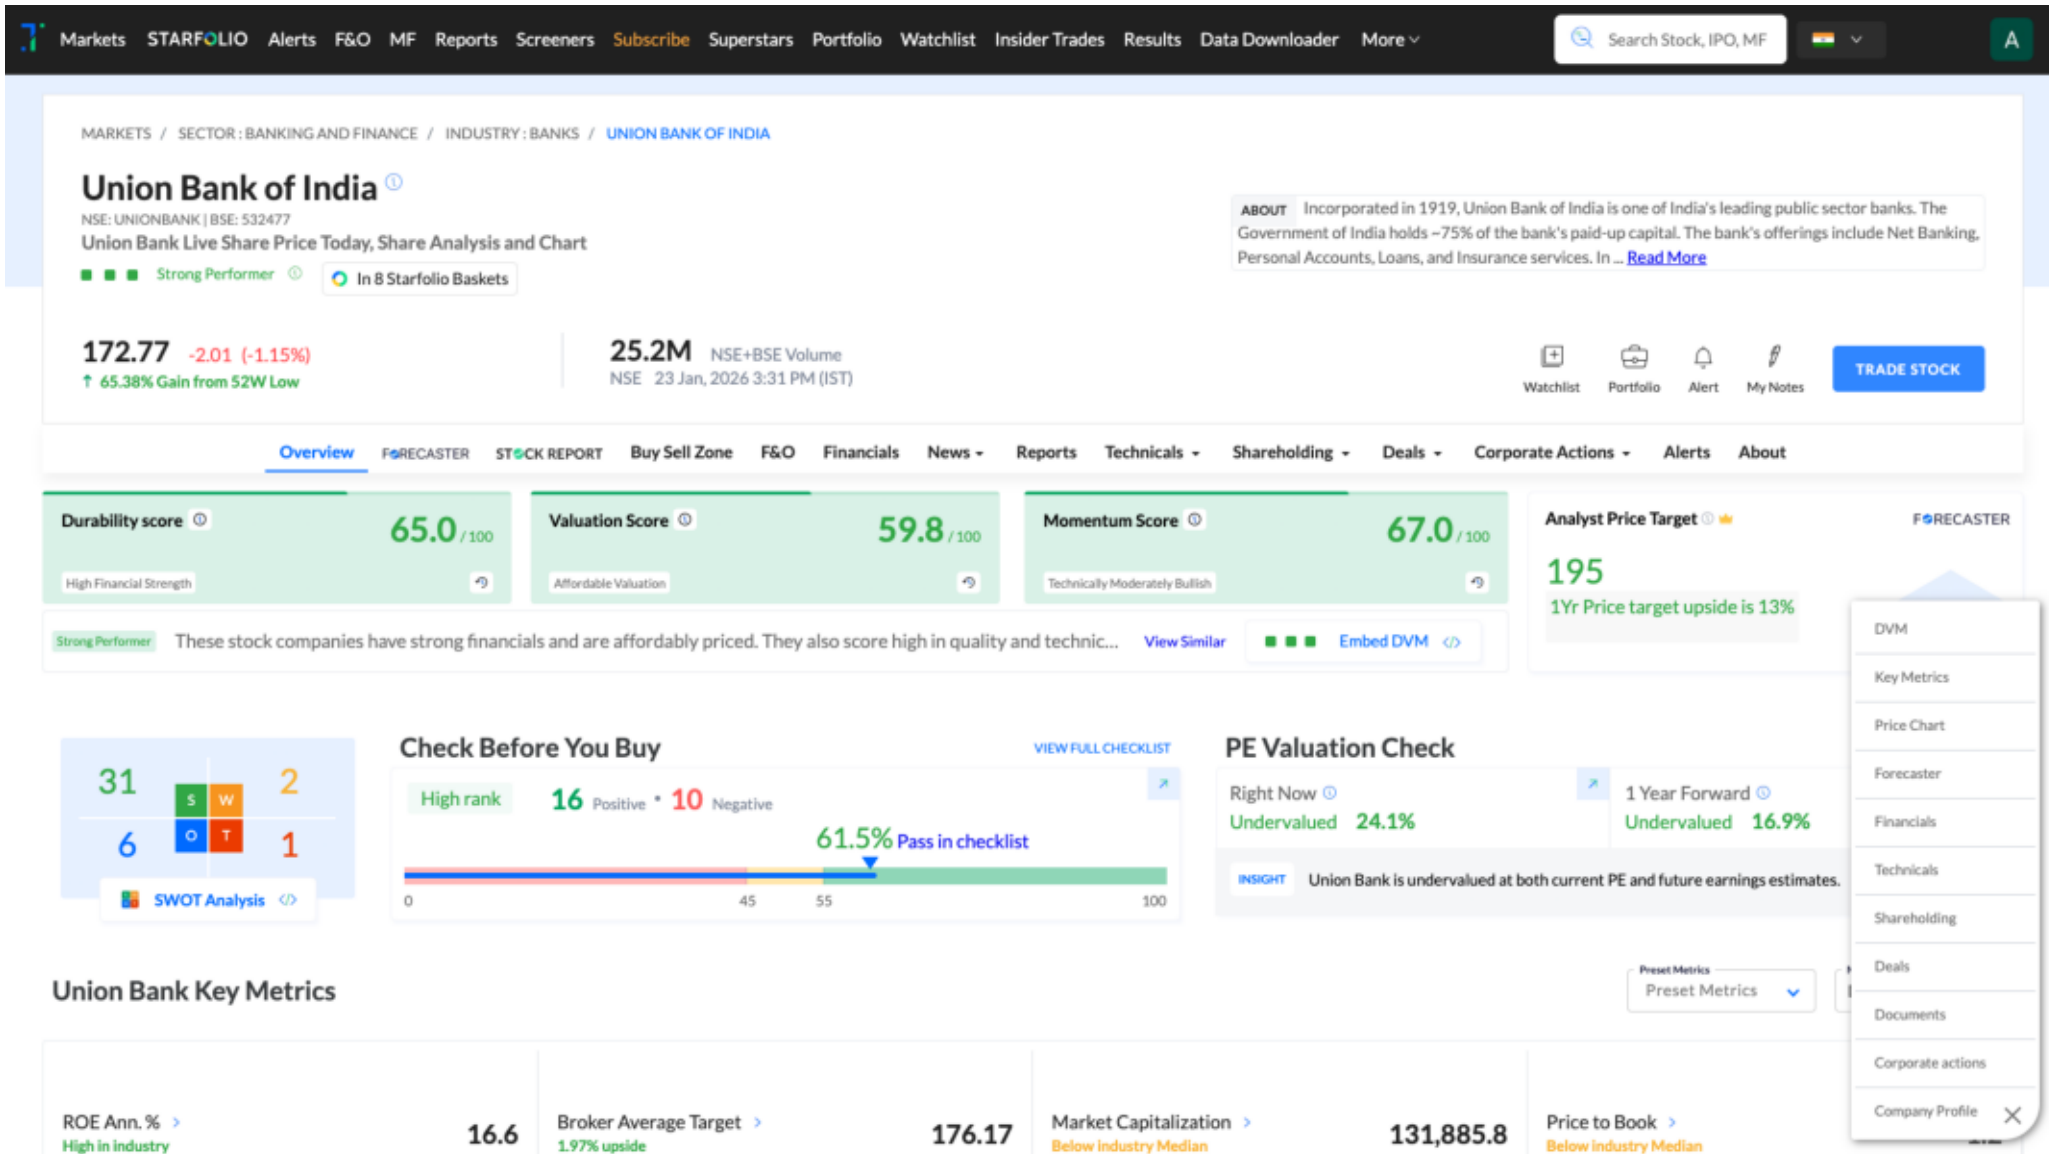 Markets STARFOLIO Alerts F&O MF Reports Screeners Subscribe Superstars Portfolio Watchlist Insider Trades Results Data Downloader More Search Stock, IPO, MF A
MARKETS / SECTOR : BANKING AND FINANCE / INDUSTRY : BANKS / UNION BANK OF INDIA
Union Bank of India
NSE: UNIONBANK | BSE: 532477
Union Bank Live Share Price Today, Share Analysis and Chart
Strong Performer In 8 Starfolio Baskets
ABOUT Incorporated in 1919, Union Bank of India is one of India's leading public sector banks. The
Government of India holds ~75% of the bank's paid-up capital. The bank's offerings include Net Banking,
Personal Accounts, Loans, and Insurance services. In ... Read More
172.77 -2.01 (-1.15%)
↑ 65.38% Gain from 52W Low
25.2M NSE+BSE Volume
NSE 23 Jan, 2026 3:31 PM (IST)
Watchlist Portfolio Alert My Notes TRADE STOCK
Overview FORECASTER STOCK REPORT Buy Sell Zone F&O Financials News Reports Technicals Shareholding Deals Corporate Actions Alerts About
Durability score 65.0 / 100
High Financial Strength
Valuation Score 59.8 / 100
Affordable Valuation
Momentum Score 67.0 / 100
Technically Moderately Bullish
Analyst Price Target FORECASTER
195
1Yr Price target upside is 13%
Strong Performer These stock companies have strong financials and are affordably priced. They also score high in quality and technic... View Similar Embed DVM </>
31 S W 2
6 O T 1
SWOT Analysis </>
Check Before You Buy VIEW FULL CHECKLIST
High rank 16 Positive • 10 Negative
61.5% Pass in checklist
0 45 55 100
PE Valuation Check
Right Now
Undervalued 24.1%
1 Year Forward
Undervalued 16.9%
INSIGHT Union Bank is undervalued at both current PE and future earnings estimates.
Union Bank Key Metrics
Preset Metrics
Preset Metrics
ROE Ann. % > 16.6
High in industry
Broker Average Target > 176.17
1.97% upside
Market Capitalization > 131,885.8
Below industry Median
Price to Book >
Below industry Median
DVM
Key Metrics
Price Chart
Forecaster
Financials
Technicals
Shareholding
Deals
Documents
Corporate actions
Company Profile